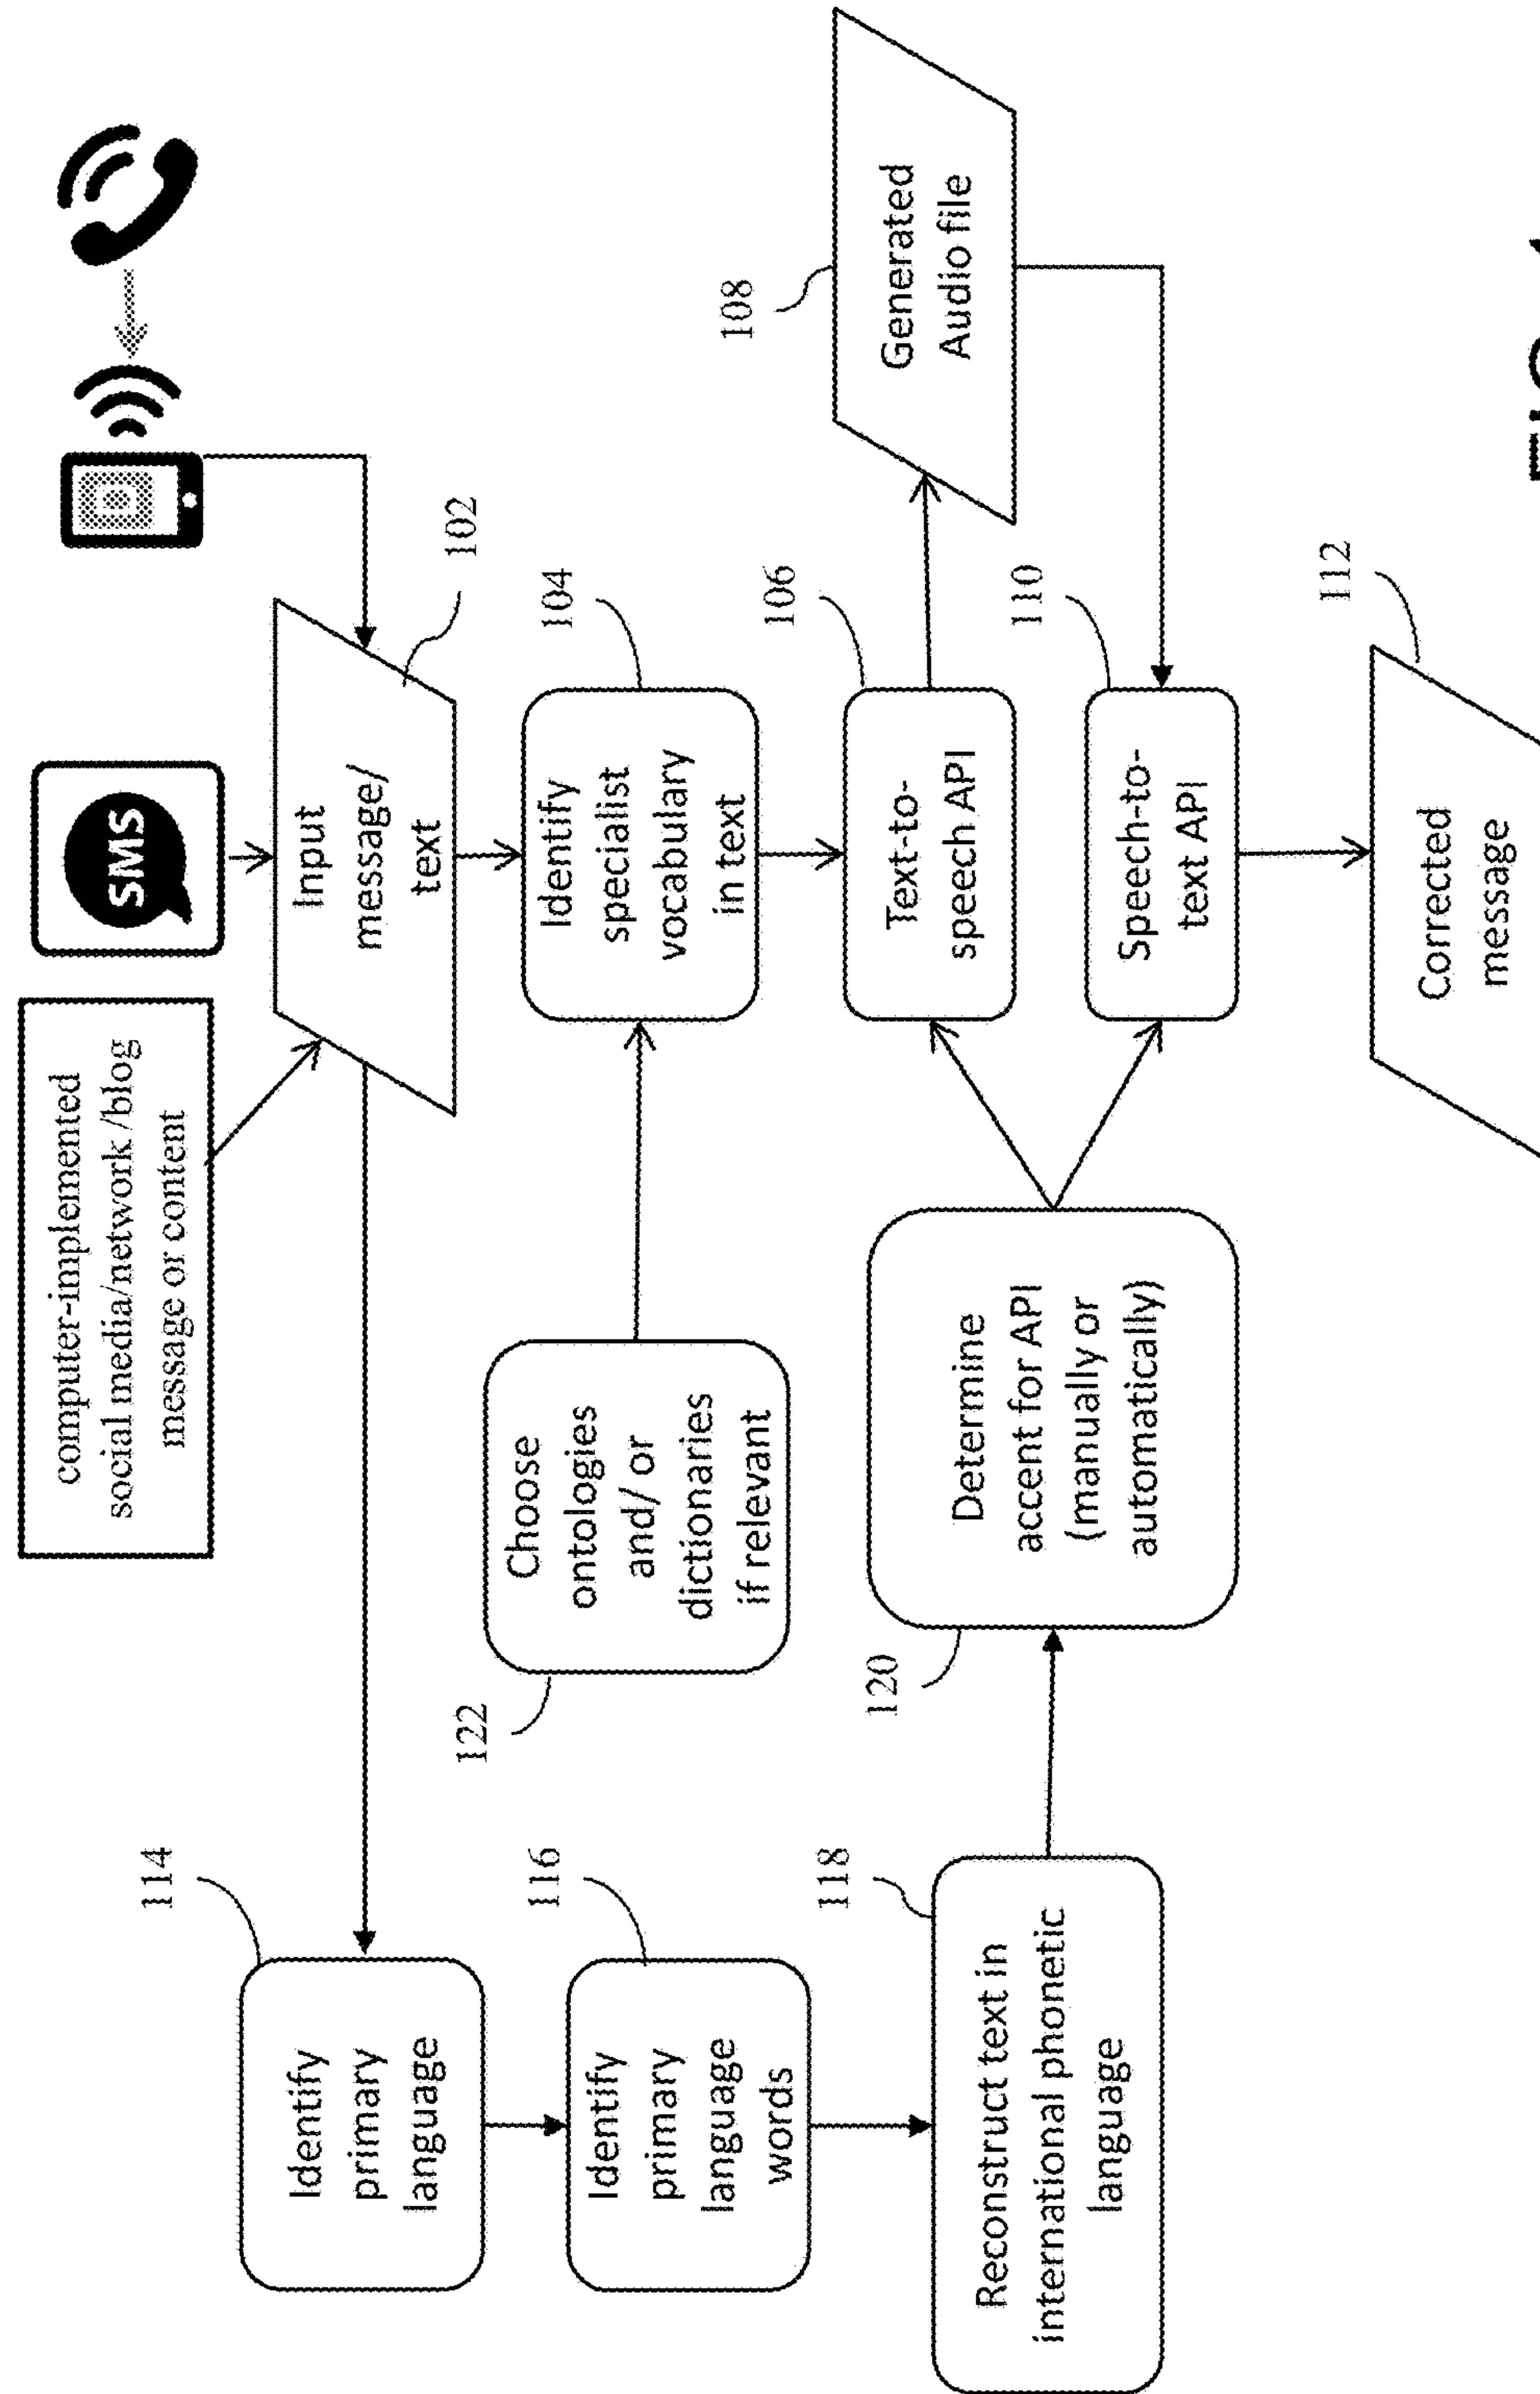 computer-implemented
social media/network /blog
message or content
SMS
Input
message/
text
102
114
Identify
primary
language
122
Choose
ontologies
and/ or
dictionaries
if relevant
104
Identify
specialist
vocabulary
in text
116
Identify
primary
language
words
106
Text-to-
speech API
108
Generated
Audio file
118
Reconstruct text in
international phonetic
language
120
Determine
accent for API
(manually or
automatically)
110
Speech-to-
text API
112
Corrected
message